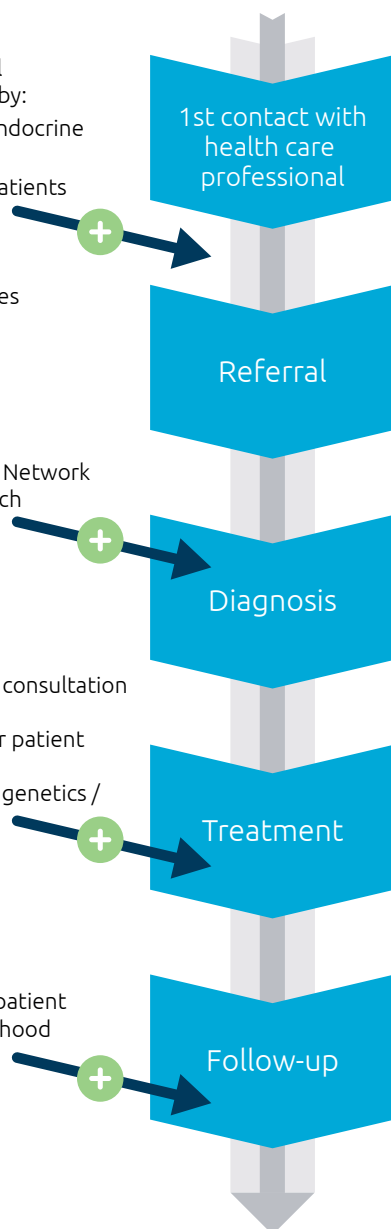 by:
ndocrine
atients
es
1st contact with
health care
professional
Referral
Network
ch
Diagnosis
consultation
r patient
genetics /
Treatment
patient
hood
Follow-up